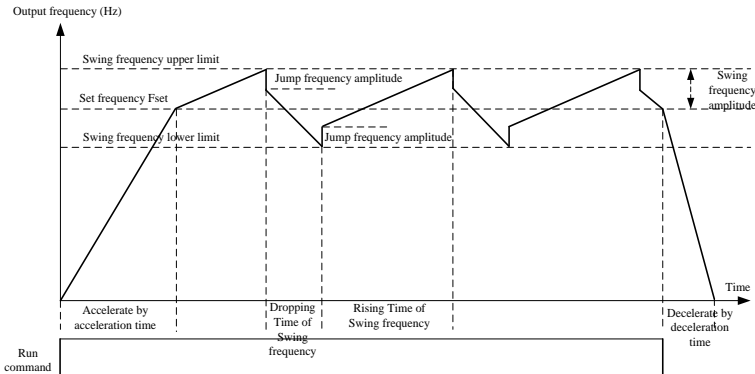 Output frequency (Hz)
Swing frequency upper limit
Jump frequency amplitude
Swing
frequency
amplitude
Set frequency Fset
Swing frequency lower limit
Jump frequency amplitude
Time
Accelerate by
acceleration time
Dropping
Time of
Swing
frequency
Rising Time of
Swing frequency
Decelerate by
deceleration
time
Run
command